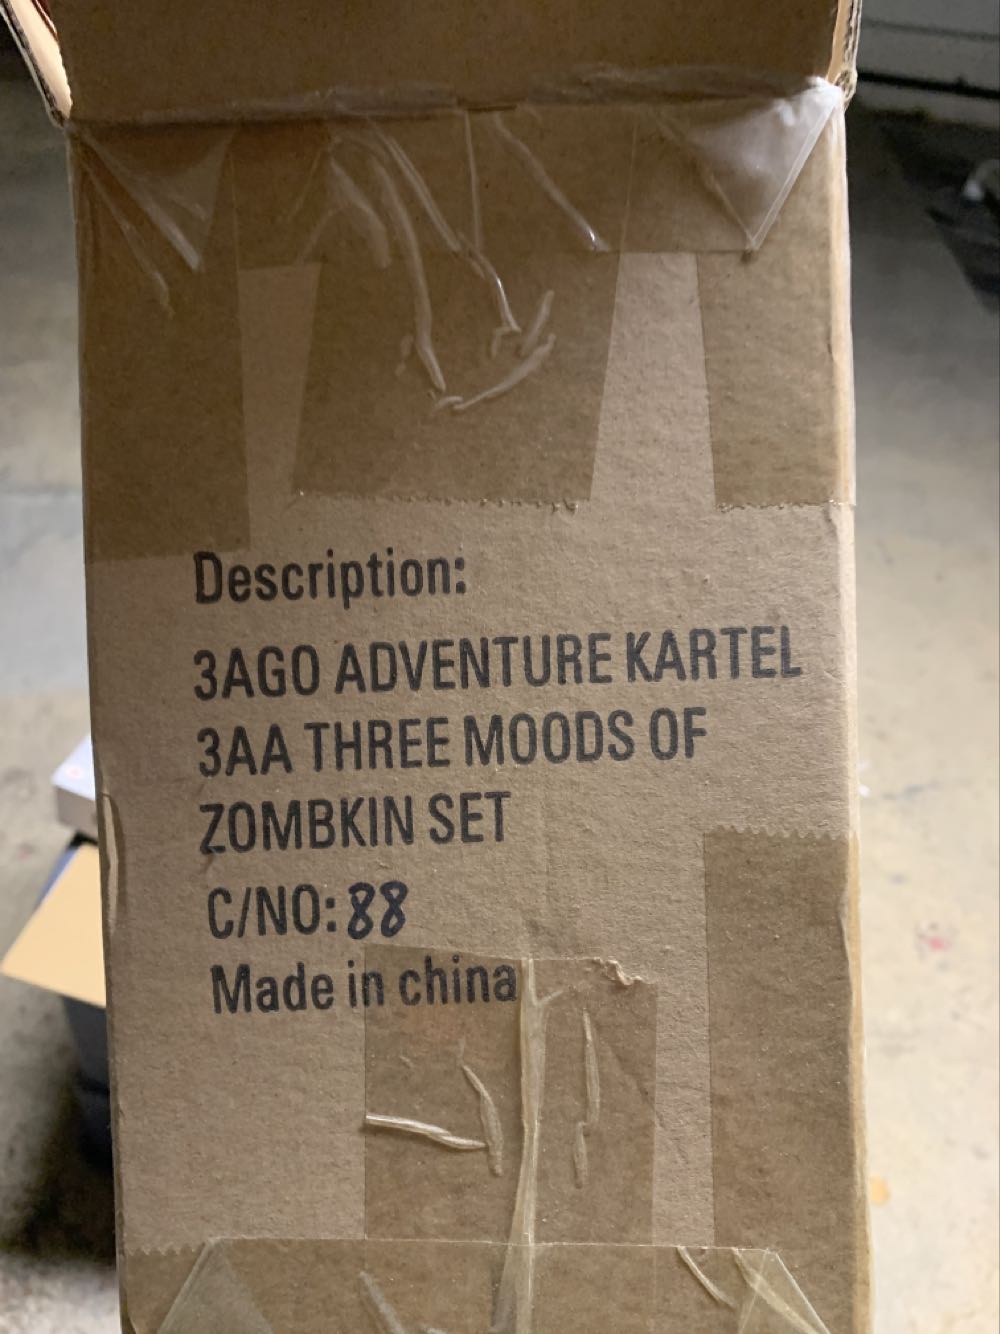 Description:
3AGO ADVENTURE KARTEL
3AA THREE MOODS OF
ZOMBKIN SET
C/NO: 88
Made in china